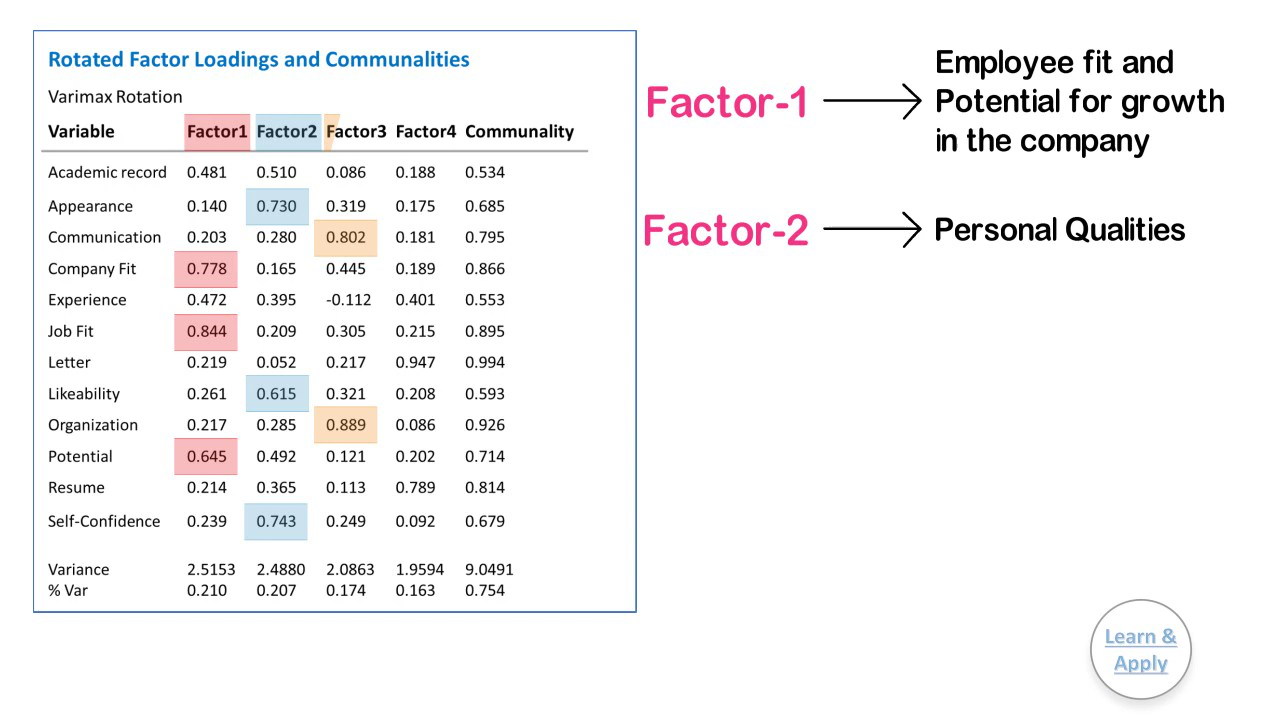 Rotated Factor Loadings and Communalities
Varimax Rotation
Variable Factor1 Factor2 Factor3 Factor4 Communality
Academic record 0.481 0.510 0.086 0.188 0.534
Appearance 0.140 0.730 0.319 0.175 0.685
Communication 0.203 0.280 0.802 0.181 0.795
Company Fit 0.778 0.165 0.445 0.189 0.866
Experience 0.472 0.395 -0.112 0.401 0.553
Job Fit 0.844 0.209 0.305 0.215 0.895
Letter 0.219 0.052 0.217 0.947 0.994
Likeability 0.261 0.615 0.321 0.208 0.593
Organization 0.217 0.285 0.889 0.086 0.926
Potential 0.645 0.492 0.121 0.202 0.714
Resume 0.214 0.365 0.113 0.789 0.814
Self-Confidence 0.239 0.743 0.249 0.092 0.679
Variance 2.5153 2.4880 2.0863 1.9594 9.0491
% Var 0.210 0.207 0.174 0.163 0.754
Factor-1
Employee fit and
Potential for growth
in the company
Factor-2
Personal Qualities
Learn &
Apply